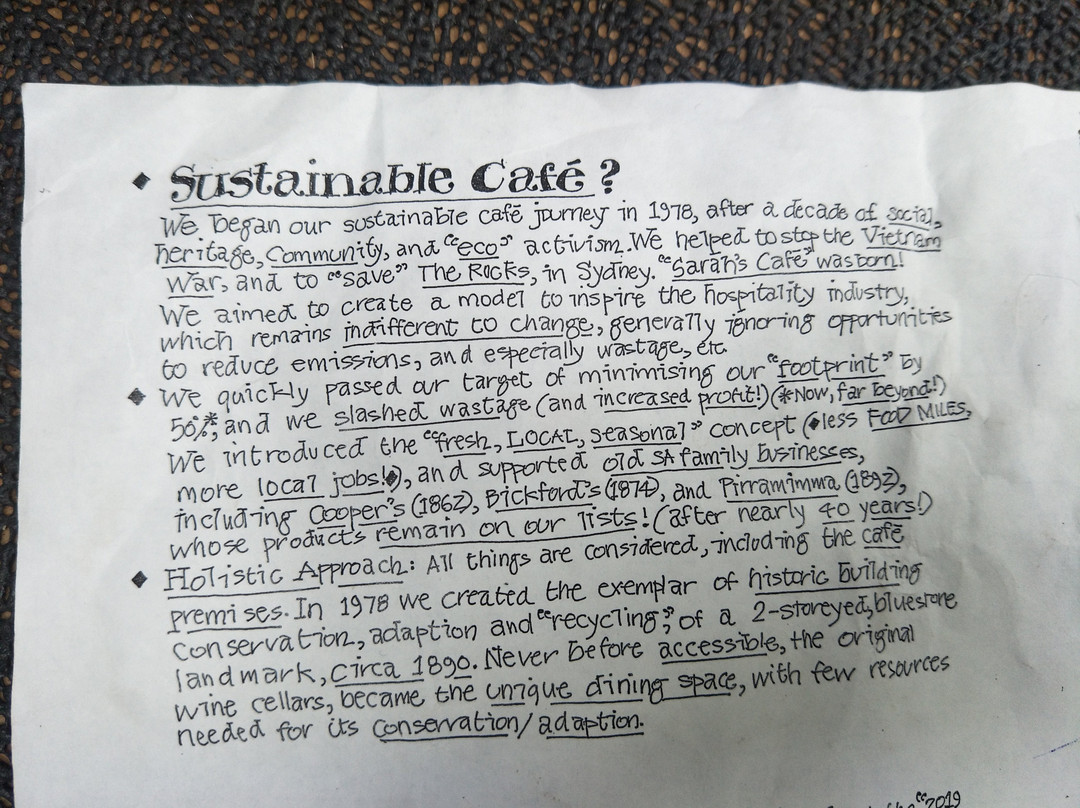 ◆ Sustainable Café?
We began our sustainable café journey in 1978, after a decade of social,
heritage, Community, and "eco" activism. We helped to stop the Vietnam
War, and to "save" The Rocks, in Sydney. "Sarah's Café" was born!
We aimed to create a model to inspire the hospitality industry,
which remains indifferent to change, generally ignoring opportunities
to reduce emissions, and especially wastage, etc.
◆ We quickly passed our target of minimising our "footprint" by
50%*, and we slashed wastage (and increased profit!) (*Now, far beyond!)
We introduced the "fresh, LOCAL, seasonal" concept (◆less FOOD MILES,
more local jobs!◆), and supported old SA family businesses,
including Cooper's (1862), Bickford's (1874), and Pirramimma (1892),
whose products remain on our lists! (after nearly 40 years!)
◆ Holistic Approach: All things are considered, including the café
premises. In 1978 we created the exemplar of historic building
conservation, adaption and "recycling", of a 2-storeyed, bluestone
landmark, circa 1890. Never before accessible, the original
wine cellars, became the unique dining space, with few resources
needed for its conservation/adaption.
"2019